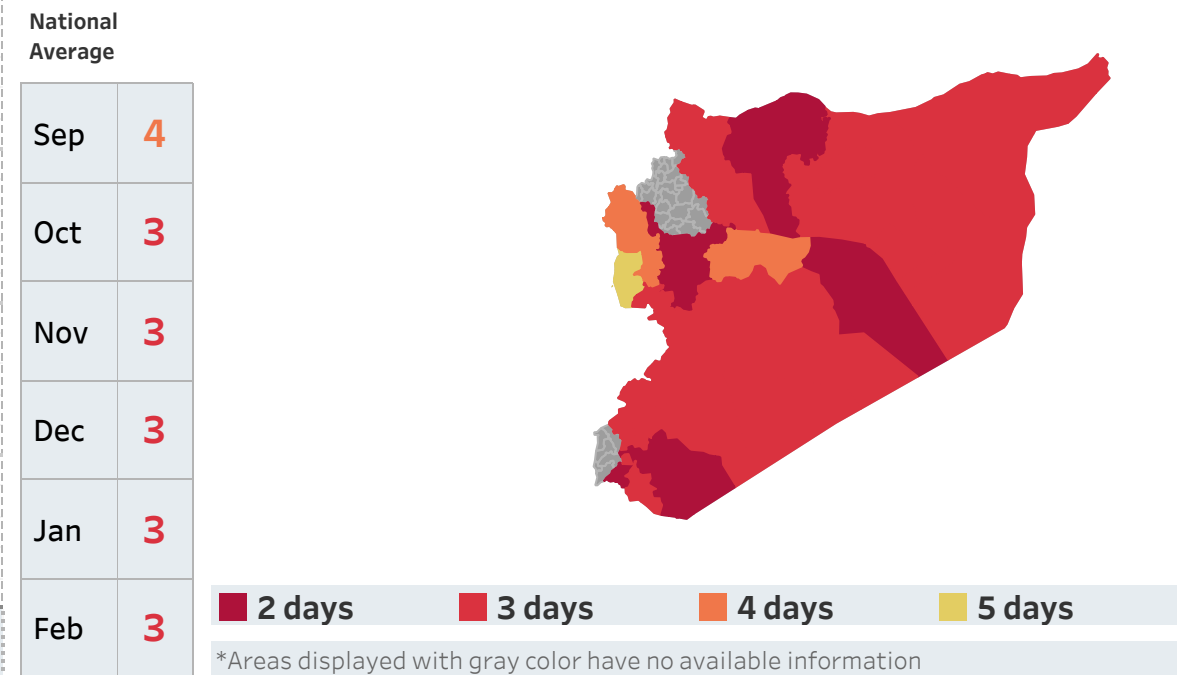 National
Average
Sep 4
Oct 3
Nov 3
Dec 3
Jan 3
Feb 3
2 days 3 days 4 days 5 days
*Areas displayed with gray color have no available information